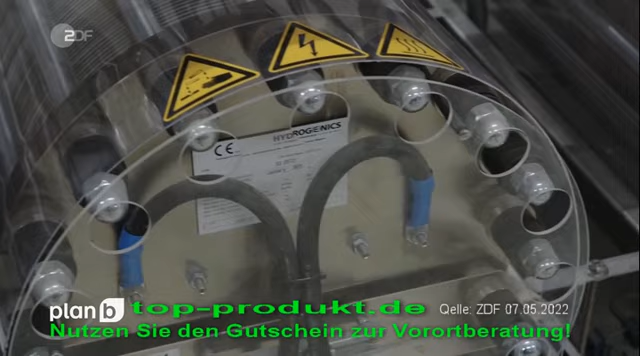 ZDF
HYDROGENICS
CE
plan b
top-produkt.de
Qelle: ZDF 07.05.2022
Nutzen Sie den Gutschein zur Vorortberatung!